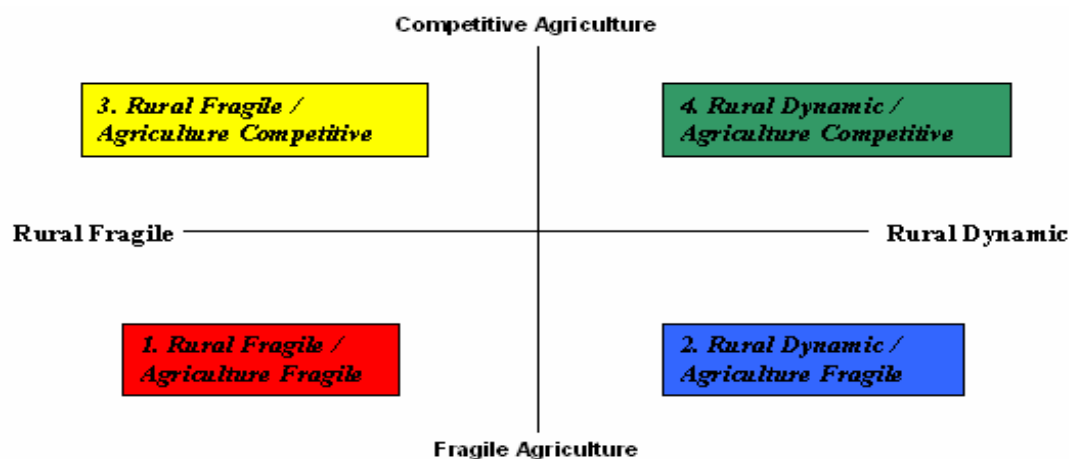 Competitive Agriculture
3. Rural Fragile /
Agriculture Competitive
4. Rural Dynamic /
Agriculture Competitive
Rural Fragile
Rural Dynamic
1. Rural Fragile /
Agriculture Fragile
2. Rural Dynamic /
Agriculture Fragile
Fragile Agriculture